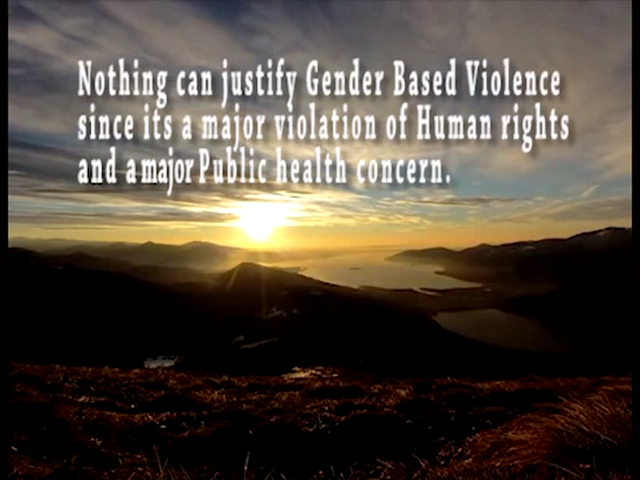 Nothing can justify Gender Based Violence
since its a major violation of Human rights
and a major Public health concern.